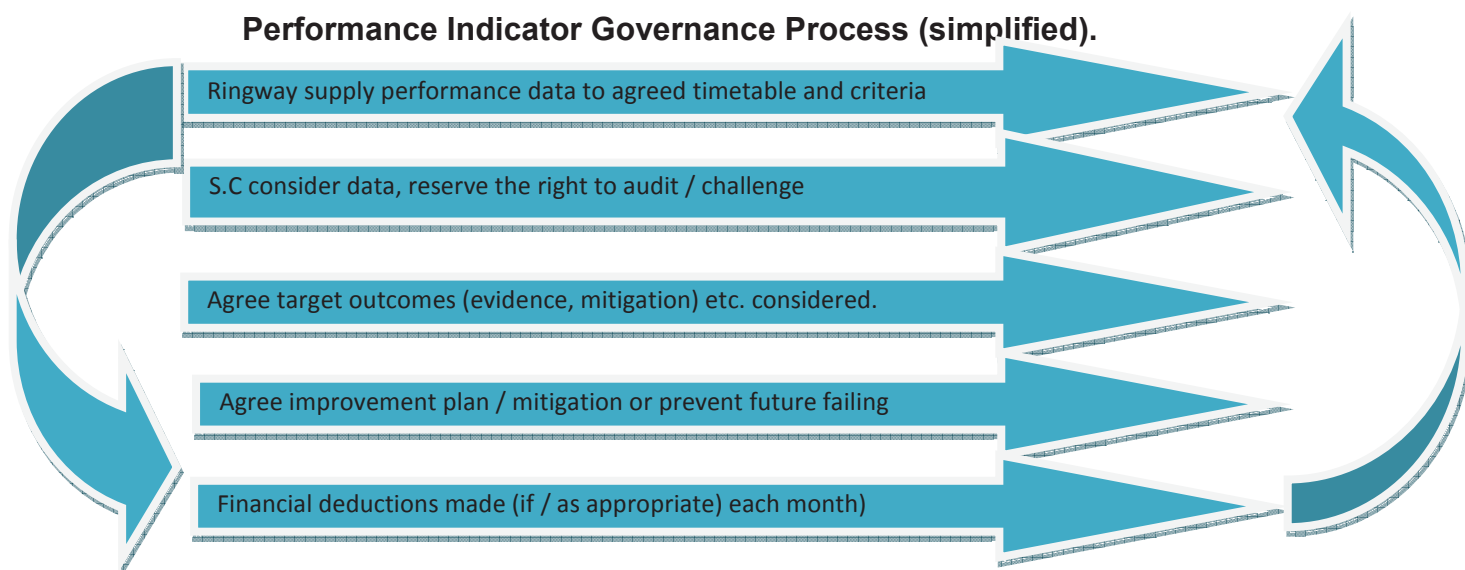 Performance Indicator Governance Process (simplified).
Ringway supply performance data to agreed timetable and criteria
S.C consider data, reserve the right to audit / challenge
Agree target outcomes (evidence, mitigation) etc. considered.
Agree improvement plan / mitigation or prevent future failing
Financial deductions made (if / as appropriate) each month)